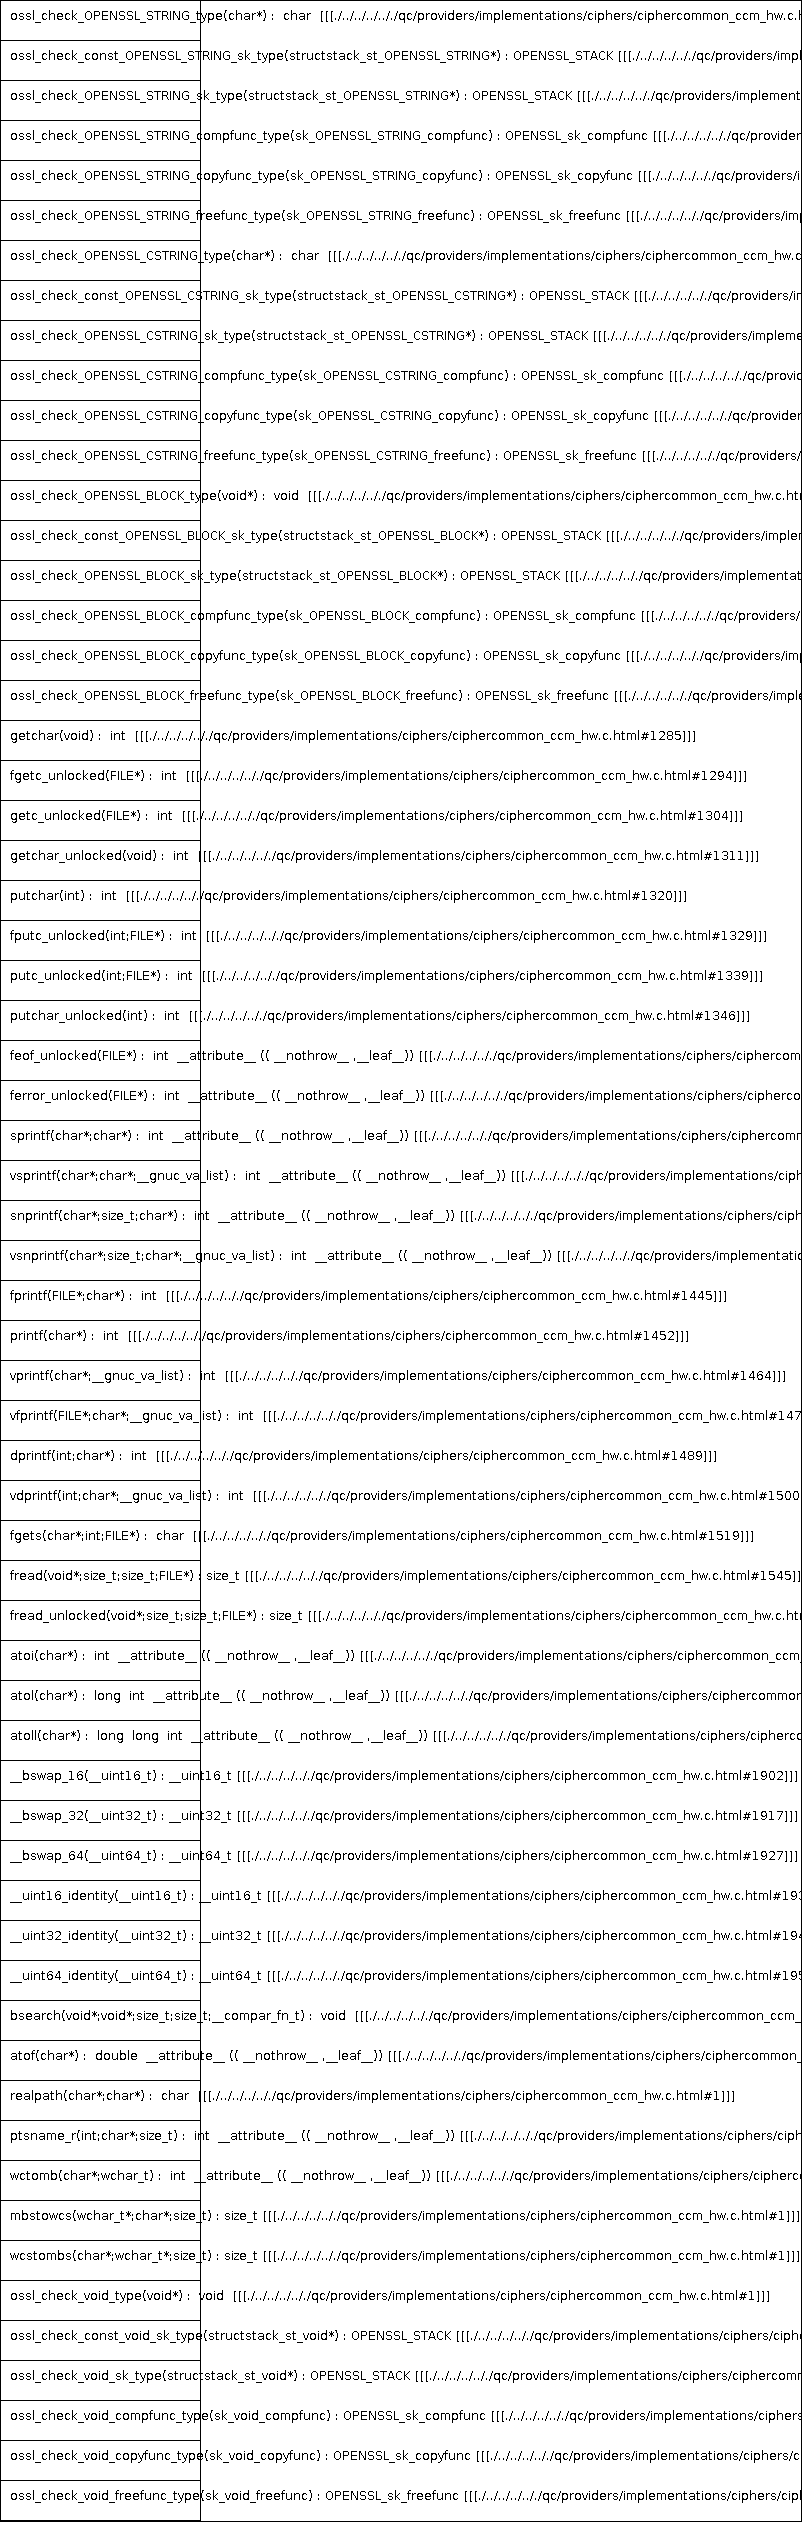 ossl_check_OPENSSL_STRING_type(char*) :  char  [[[./../../../../../qc/providers/implementations/ciphers/ciphercommon_ccm_hw.c.h
ossl_check_const_OPENSSL_STRING_sk_type(structstack_st_OPENSSL_STRING*) : OPENSSL_STACK [[[./../../../../../qc/providers/impl
ossl_check_OPENSSL_STRING_sk_type(structstack_st_OPENSSL_STRING*) : OPENSSL_STACK [[[./../../../../../qc/providers/implement
ossl_check_OPENSSL_STRING_compfunc_type(sk_OPENSSL_STRING_compfunc) : OPENSSL_sk_compfunc [[[./../../../../../qc/provider
ossl_check_OPENSSL_STRING_copyfunc_type(sk_OPENSSL_STRING_copyfunc) : OPENSSL_sk_copyfunc [[[./../../../../../qc/providers/i
ossl_check_OPENSSL_STRING_freefunc_type(sk_OPENSSL_STRING_freefunc) : OPENSSL_sk_freefunc [[[./../../../../../qc/providers/im
ossl_check_OPENSSL_CSTRING_type(char*) :  char  [[[./../../../../../qc/providers/implementations/ciphers/ciphercommon_ccm_hw.c
ossl_check_const_OPENSSL_CSTRING_sk_type(structstack_st_OPENSSL_CSTRING*) : OPENSSL_STACK [[[./../../../../../qc/providers/i
ossl_check_OPENSSL_CSTRING_sk_type(structstack_st_OPENSSL_CSTRING*) : OPENSSL_STACK [[[./../../../../../qc/providers/impleme
ossl_check_OPENSSL_CSTRING_compfunc_type(sk_OPENSSL_CSTRING_compfunc) : OPENSSL_sk_compfunc [[[./../../../../../qc/provid
ossl_check_OPENSSL_CSTRING_copyfunc_type(sk_OPENSSL_CSTRING_copyfunc) : OPENSSL_sk_copyfunc [[[./../../../../../qc/provider
ossl_check_OPENSSL_CSTRING_freefunc_type(sk_OPENSSL_CSTRING_freefunc) : OPENSSL_sk_freefunc [[[./../../../../../qc/providers/
ossl_check_OPENSSL_BLOCK_type(void*) :  void  [[[./../../../../../qc/providers/implementations/ciphers/ciphercommon_ccm_hw.c.ht
ossl_check_const_OPENSSL_BLOCK_sk_type(structstack_st_OPENSSL_BLOCK*) : OPENSSL_STACK [[[./../../../../../qc/providers/implem
ossl_check_OPENSSL_BLOCK_sk_type(structstack_st_OPENSSL_BLOCK*) : OPENSSL_STACK [[[./../../../../../qc/providers/implementat
ossl_check_OPENSSL_BLOCK_compfunc_type(sk_OPENSSL_BLOCK_compfunc) : OPENSSL_sk_compfunc [[[./../../../../../qc/providers/
ossl_check_OPENSSL_BLOCK_copyfunc_type(sk_OPENSSL_BLOCK_copyfunc) : OPENSSL_sk_copyfunc [[[./../../../../../qc/providers/im
ossl_check_OPENSSL_BLOCK_freefunc_type(sk_OPENSSL_BLOCK_freefunc) : OPENSSL_sk_freefunc [[[./../../../../../qc/providers/imple
getchar(void) :  int  [[[./../../../../../qc/providers/implementations/ciphers/ciphercommon_ccm_hw.c.html#1285]]]
fgetc_unlocked(FILE*) :  int  [[[./../../../../../qc/providers/implementations/ciphers/ciphercommon_ccm_hw.c.html#1294]]]
getc_unlocked(FILE*) :  int  [[[./../../../../../qc/providers/implementations/ciphers/ciphercommon_ccm_hw.c.html#1304]]]
getchar_unlocked(void) :  int  [[[./../../../../../qc/providers/implementations/ciphers/ciphercommon_ccm_hw.c.html#1311]]]
putchar(int) :  int  [[[./../../../../../qc/providers/implementations/ciphers/ciphercommon_ccm_hw.c.html#1320]]]
fputc_unlocked(int;FILE*) :  int  [[[./../../../../../qc/providers/implementations/ciphers/ciphercommon_ccm_hw.c.html#1329]]]
putc_unlocked(int;FILE*) :  int  [[[./../../../../../qc/providers/implementations/ciphers/ciphercommon_ccm_hw.c.html#1339]]]
putchar_unlocked(int) :  int  [[[./../../../../../qc/providers/implementations/ciphers/ciphercommon_ccm_hw.c.html#1346]]]
feof_unlocked(FILE*) :  int  __attribute__ (( __nothrow__ ,__leaf__)) [[[./../../../../../qc/providers/implementations/ciphers/ciphercom
ferror_unlocked(FILE*) :  int  __attribute__ (( __nothrow__ ,__leaf__)) [[[./../../../../../qc/providers/implementations/ciphers/cipherco
sprintf(char*;char*) :  int  __attribute__ (( __nothrow__ ,__leaf__)) [[[./../../../../../qc/providers/implementations/ciphers/ciphercomm
vsprintf(char*;char*;__gnuc_va_list) :  int  __attribute__ (( __nothrow__ ,__leaf__)) [[[./../../../../../qc/providers/implementations/ciph
snprintf(char*;size_t;char*) :  int  __attribute__ (( __nothrow__ ,__leaf__)) [[[./../../../../../qc/providers/implementations/ciphers/ciph
vsnprintf(char*;size_t;char*;__gnuc_va_list) :  int  __attribute__ (( __nothrow__ ,__leaf__)) [[[./../../../../../qc/providers/implementatio
fprintf(FILE*;char*) :  int  [[[./../../../../../qc/providers/implementations/ciphers/ciphercommon_ccm_hw.c.html#1445]]]
printf(char*) :  int  [[[./../../../../../qc/providers/implementations/ciphers/ciphercommon_ccm_hw.c.html#1452]]]
vprintf(char*;__gnuc_va_list) :  int  [[[./../../../../../qc/providers/implementations/ciphers/ciphercommon_ccm_hw.c.html#1464]]]
vfprintf(FILE*;char*;__gnuc_va_list) :  int  [[[./../../../../../qc/providers/implementations/ciphers/ciphercommon_ccm_hw.c.html#147
dprintf(int;char*) :  int  [[[./../../../../../qc/providers/implementations/ciphers/ciphercommon_ccm_hw.c.html#1489]]]
vdprintf(int;char*;__gnuc_va_list) :  int  [[[./../../../../../qc/providers/implementations/ciphers/ciphercommon_ccm_hw.c.html#1500
fgets(char*;int;FILE*) :  char  [[[./../../../../../qc/providers/implementations/ciphers/ciphercommon_ccm_hw.c.html#1519]]]
fread(void*;size_t;size_t;FILE*) : size_t [[[./../../../../../qc/providers/implementations/ciphers/ciphercommon_ccm_hw.c.html#1545]]
fread_unlocked(void*;size_t;size_t;FILE*) : size_t [[[./../../../../../qc/providers/implementations/ciphers/ciphercommon_ccm_hw.c.ht
atoi(char*) :  int  __attribute__ (( __nothrow__ ,__leaf__)) [[[./../../../../../qc/providers/implementations/ciphers/ciphercommon_ccm_
atol(char*) :  long  int  __attribute__ (( __nothrow__ ,__leaf__)) [[[./../../../../../qc/providers/implementations/ciphers/ciphercommon
atoll(char*) :  long  long  int  __attribute__ (( __nothrow__ ,__leaf__)) [[[./../../../../../qc/providers/implementations/ciphers/cipherco
__bswap_16(__uint16_t) : __uint16_t [[[./../../../../../qc/providers/implementations/ciphers/ciphercommon_ccm_hw.c.html#1902]]]
__bswap_32(__uint32_t) : __uint32_t [[[./../../../../../qc/providers/implementations/ciphers/ciphercommon_ccm_hw.c.html#1917]]]
__bswap_64(__uint64_t) : __uint64_t [[[./../../../../../qc/providers/implementations/ciphers/ciphercommon_ccm_hw.c.html#1927]]]
__uint16_identity(__uint16_t) : __uint16_t [[[./../../../../../qc/providers/implementations/ciphers/ciphercommon_ccm_hw.c.html#193
__uint32_identity(__uint32_t) : __uint32_t [[[./../../../../../qc/providers/implementations/ciphers/ciphercommon_ccm_hw.c.html#194
__uint64_identity(__uint64_t) : __uint64_t [[[./../../../../../qc/providers/implementations/ciphers/ciphercommon_ccm_hw.c.html#195
bsearch(void*;void*;size_t;size_t;__compar_fn_t) :  void  [[[./../../../../../qc/providers/implementations/ciphers/ciphercommon_ccm_
atof(char*) :  double  __attribute__ (( __nothrow__ ,__leaf__)) [[[./../../../../../qc/providers/implementations/ciphers/ciphercommon_
realpath(char*;char*) :  char  [[[./../../../../../qc/providers/implementations/ciphers/ciphercommon_ccm_hw.c.html#1]]]
ptsname_r(int;char*;size_t) :  int  __attribute__ (( __nothrow__ ,__leaf__)) [[[./../../../../../qc/providers/implementations/ciphers/ciph
wctomb(char*;wchar_t) :  int  __attribute__ (( __nothrow__ ,__leaf__)) [[[./../../../../../qc/providers/implementations/ciphers/cipherc
mbstowcs(wchar_t*;char*;size_t) : size_t [[[./../../../../../qc/providers/implementations/ciphers/ciphercommon_ccm_hw.c.html#1]]]
wcstombs(char*;wchar_t*;size_t) : size_t [[[./../../../../../qc/providers/implementations/ciphers/ciphercommon_ccm_hw.c.html#1]]]
ossl_check_void_type(void*) :  void  [[[./../../../../../qc/providers/implementations/ciphers/ciphercommon_ccm_hw.c.html#1]]]
ossl_check_const_void_sk_type(structstack_st_void*) : OPENSSL_STACK [[[./../../../../../qc/providers/implementations/ciphers/ciphe
ossl_check_void_sk_type(structstack_st_void*) : OPENSSL_STACK [[[./../../../../../qc/providers/implementations/ciphers/ciphercomm
ossl_check_void_compfunc_type(sk_void_compfunc) : OPENSSL_sk_compfunc [[[./../../../../../qc/providers/implementations/ciphers
ossl_check_void_copyfunc_type(sk_void_copyfunc) : OPENSSL_sk_copyfunc [[[./../../../../../qc/providers/implementations/ciphers/c
ossl_check_void_freefunc_type(sk_void_freefunc) : OPENSSL_sk_freefunc [[[./../../../../../qc/providers/implementations/ciphers/ciph